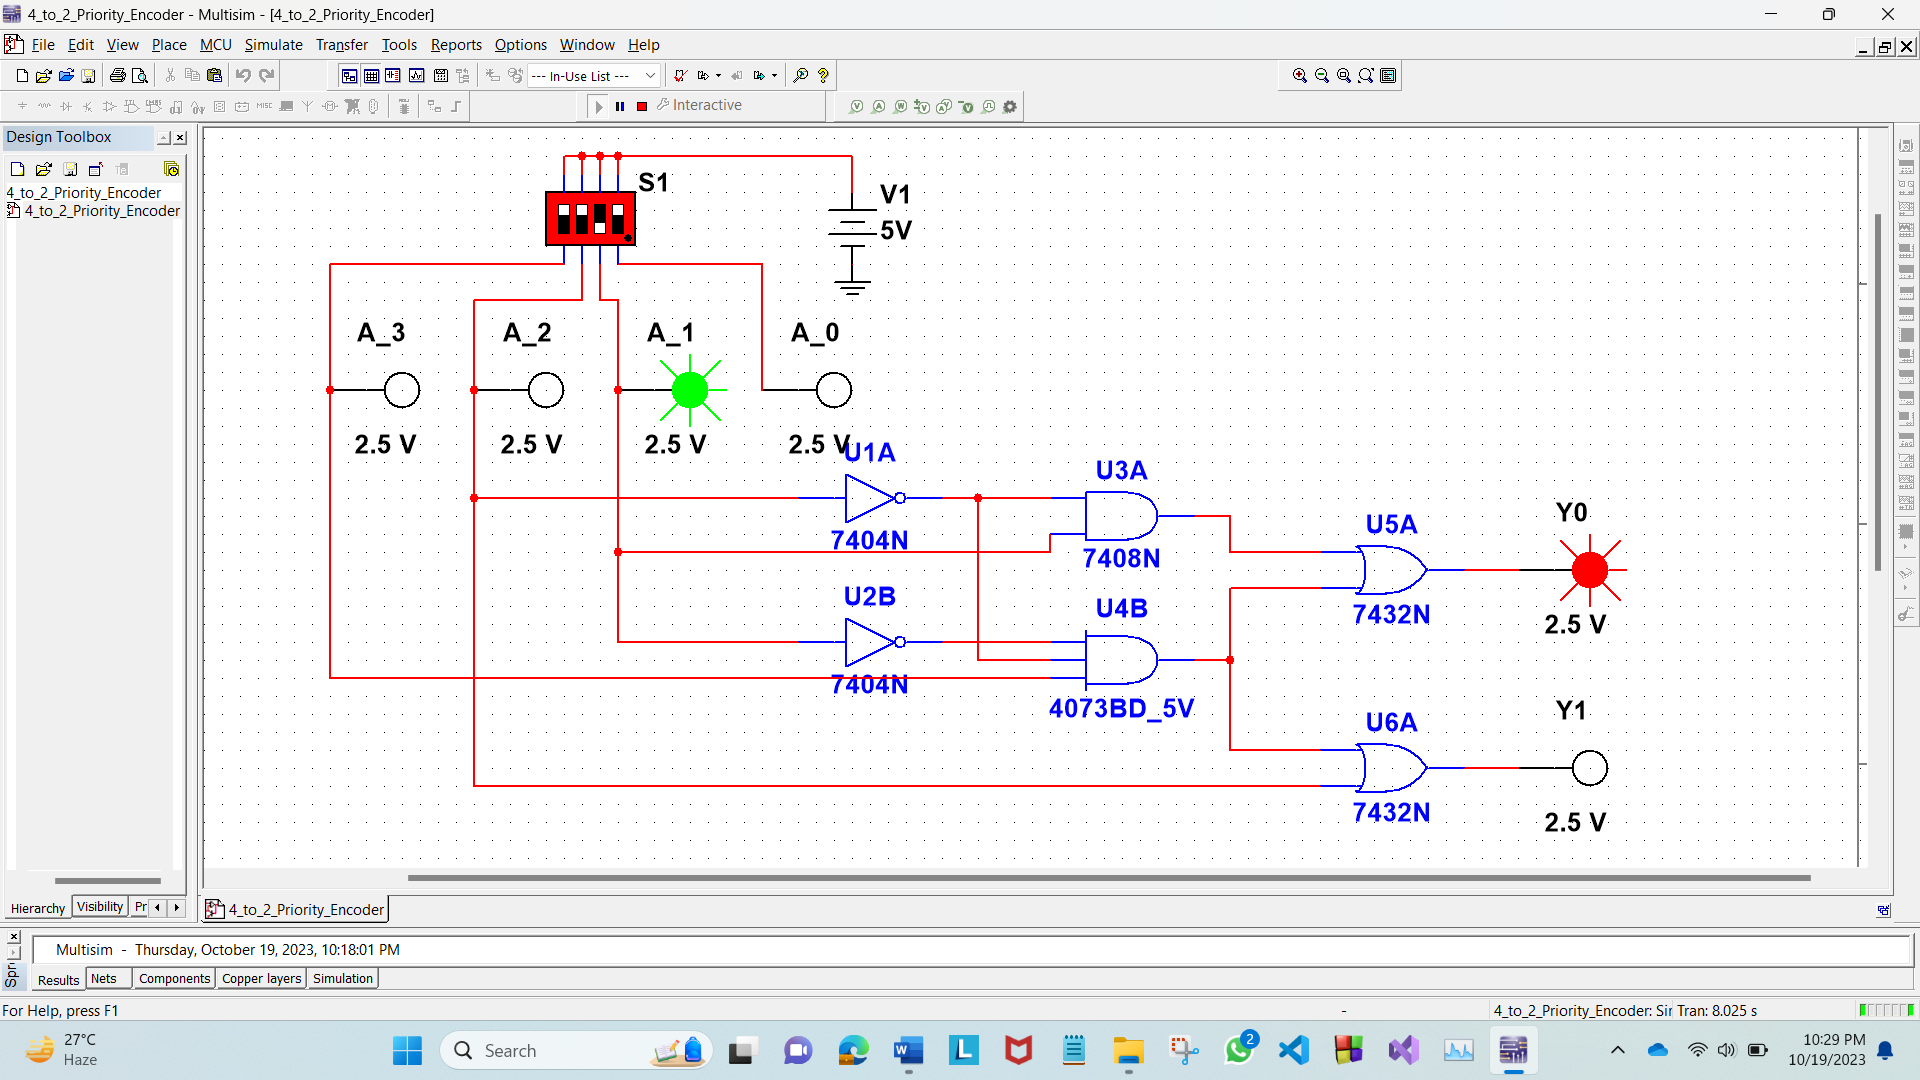 4_to_2_Priority_Encoder - Multisim - [4_to_2_Priority_Encoder]
File Edit View Place MCU Simulate Transfer Tools Reports Options Window Help
--- In-Use List ---
Interactive
Design Toolbox
4_to_2_Priority_Encoder
4_to_2_Priority_Encoder
S1
V1
5V
A_3 A_2 A_1 A_0
2.5 V 2.5 V 2.5 V 2.5 V
U1A
7404N
U3A
7408N
U2B
7404N
U4B
4073BD_5V
U5A
7432N
Y0
2.5 V
U6A
7432N
Y1
2.5 V
Hierarchy Visibility Pr
4_to_2_Priority_Encoder
Spr
Multisim - Thursday, October 19, 2023, 10:18:01 PM
Results Nets Components Copper layers Simulation
For Help, press F1
-
4_to_2_Priority_Encoder: Sir Tran: 8.025 s
27°C
Haze
Search
2
10:29 PM
10/19/2023